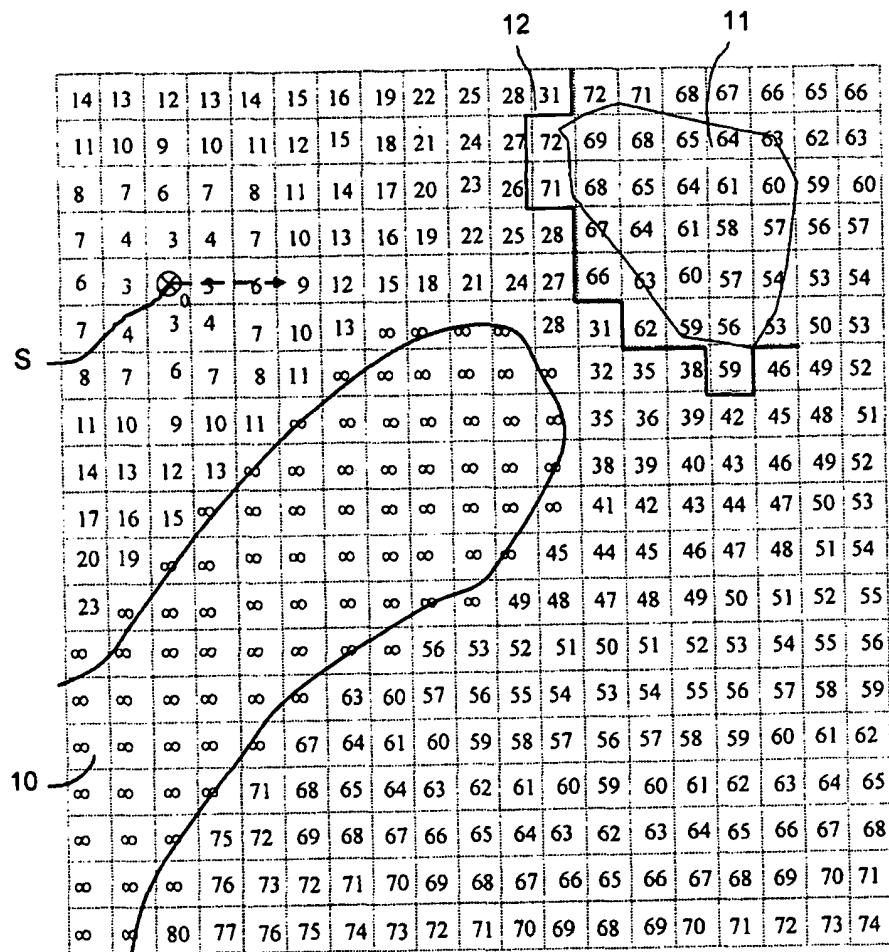 12 11
14 13 12 13 14 15 16 19 22 25 28 31 72 71 68 67 66 65 66
11 10 9 10 11 12 15 18 21 24 27 72 69 68 65 64 63 62 63
8 7 6 7 8 11 14 17 20 23 26 71 68 65 64 61 60 59 60
7 4 3 4 7 10 13 16 19 22 25 28 67 64 61 58 57 56 57
6 3 0 3 6 9 12 15 18 21 24 27 66 63 60 57 54 53 54
7 4 3 4 7 10 13 ∞ ∞ ∞ ∞ 28 31 62 59 56 53 50 53
S
8 7 6 7 8 11 ∞ ∞ ∞ ∞ ∞ ∞ 32 35 38 59 46 49 52
11 10 9 10 11 ∞ ∞ ∞ ∞ ∞ ∞ ∞ 35 36 39 42 45 48 51
14 13 12 13 ∞ ∞ ∞ ∞ ∞ ∞ ∞ ∞ 38 39 40 43 46 49 52
17 16 15 ∞ ∞ ∞ ∞ ∞ ∞ ∞ ∞ ∞ 41 42 43 44 47 50 53
20 19 ∞ ∞ ∞ ∞ ∞ ∞ ∞ ∞ ∞ 45 44 45 46 47 48 51 54
23 ∞ ∞ ∞ ∞ ∞ ∞ ∞ ∞ ∞ 49 48 47 48 49 50 51 52 55
∞ ∞ ∞ ∞ ∞ ∞ ∞ ∞ 56 53 52 51 50 51 52 53 54 55 56
∞ ∞ ∞ ∞ ∞ ∞ 63 60 57 56 55 54 53 54 55 56 57 58 59
∞ ∞ ∞ ∞ ∞ 67 64 61 60 59 58 57 56 57 58 59 60 61 62
10
∞ ∞ ∞ ∞ 71 68 65 64 63 62 61 60 59 60 61 62 63 64 65
∞ ∞ ∞ 75 72 69 68 67 66 65 64 63 62 63 64 65 66 67 68
∞ ∞ ∞ 76 73 72 71 70 69 68 67 66 65 66 67 68 69 70 71
∞ ∞ 80 77 76 75 74 73 72 71 70 69 68 69 70 71 72 73 74